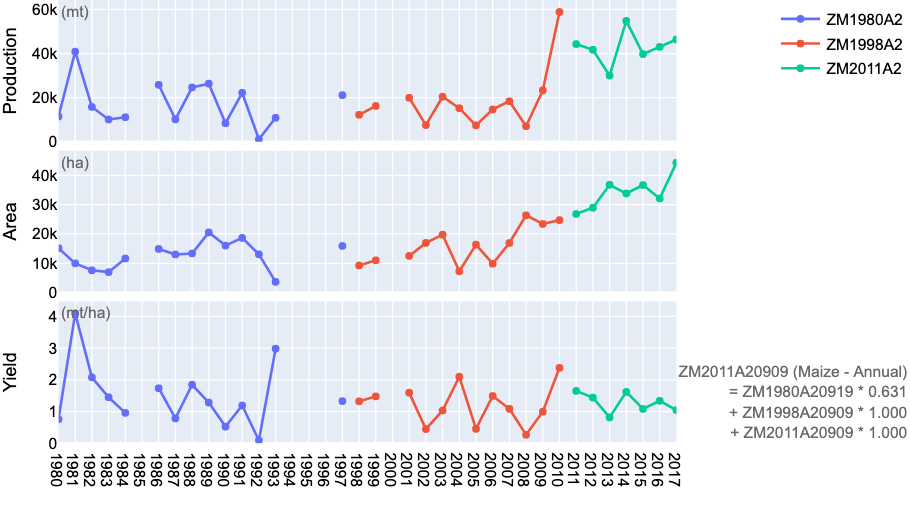 Production
(mt)
60k
40k
20k
0
Area
(ha)
40k
30k
20k
10k
0
Yield
(mt/ha)
4
3
2
1
0
1980 1981 1982 1983 1984 1985 1986 1987 1988 1989 1990 1991 1992 1993 1994 1995 1996 1997 1998 1999 2000 2001 2002 2003 2004 2005 2006 2007 2008 2009 2010 2011 2012 2013 2014 2015 2016 2017
ZM1980A2
ZM1998A2
ZM2011A2
ZM2011A20909 (Maize - Annual)
= ZM1980A20919 * 0.631
+ ZM1998A20909 * 1.000
+ ZM2011A20909 * 1.000